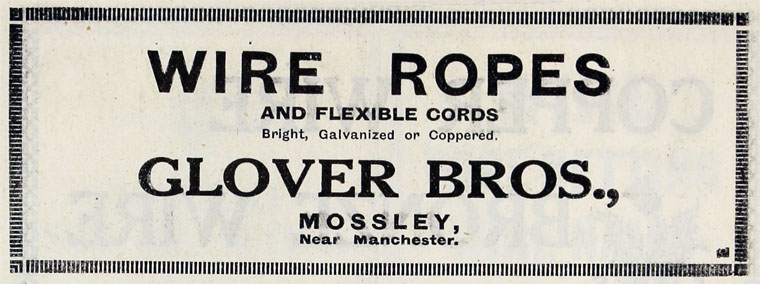 WIRE ROPES
AND FLEXIBLE CORDS
Bright, Galvanized or Coppered.
GLOVER BROS.,
MOSSLEY,
Near Manchester.